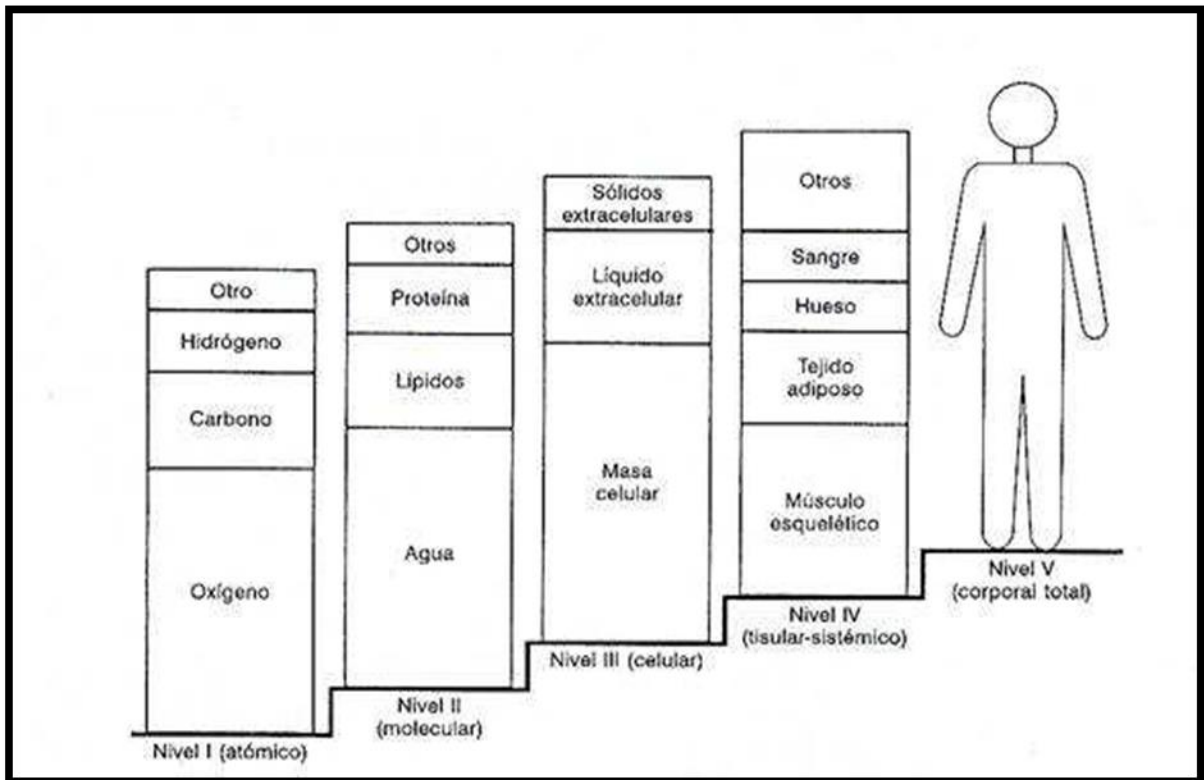 Otro
Hidrógeno
Carbono
Oxígeno
Nivel I (atómico)
Otros
Proteína
Lípidos
Agua
Nivel II
(molecular)
Sólidos
extracelulares
Líquido
extracelular
Masa
celular
Nivel III (celular)
Otros
Sangre
Hueso
Tejido
adiposo
Músculo
esquelético
Nivel IV
(tisular-sistémico)
Nivel V
(corporal total)